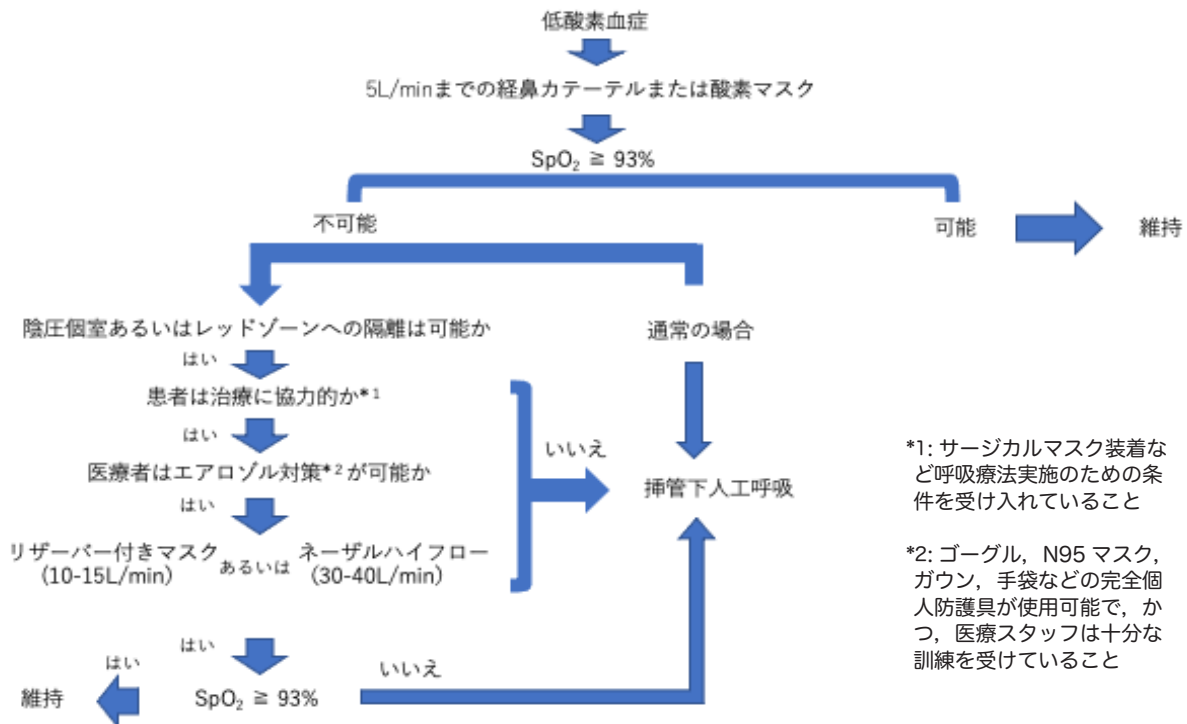 低酸素血症
5L/minまでの経鼻カテーテルまたは酸素マスク
SpO₂ ≧ 93%
不可能
可能
維持
陰圧個室あるいはレッドゾーンへの隔離は可能か
通常の場合
はい
患者は治療に協力的か*1
はい
いいえ
医療者はエアロゾル対策*2が可能か
挿管下人工呼吸
はい
リザーバー付きマスク
(10-15L/min)
あるいは
ネーザルハイフロー
(30-40L/min)
はい
はい
いいえ
維持
SpO₂ ≧ 93%
*1: サージカルマスク装着な
ど呼吸療法実施のための条
件を受け入れていること
*2: ゴーグル，N95 マスク，
ガウン，手袋などの完全個
人防護具が使用可能で，か
つ，医療スタッフは十分な
訓練を受けていること